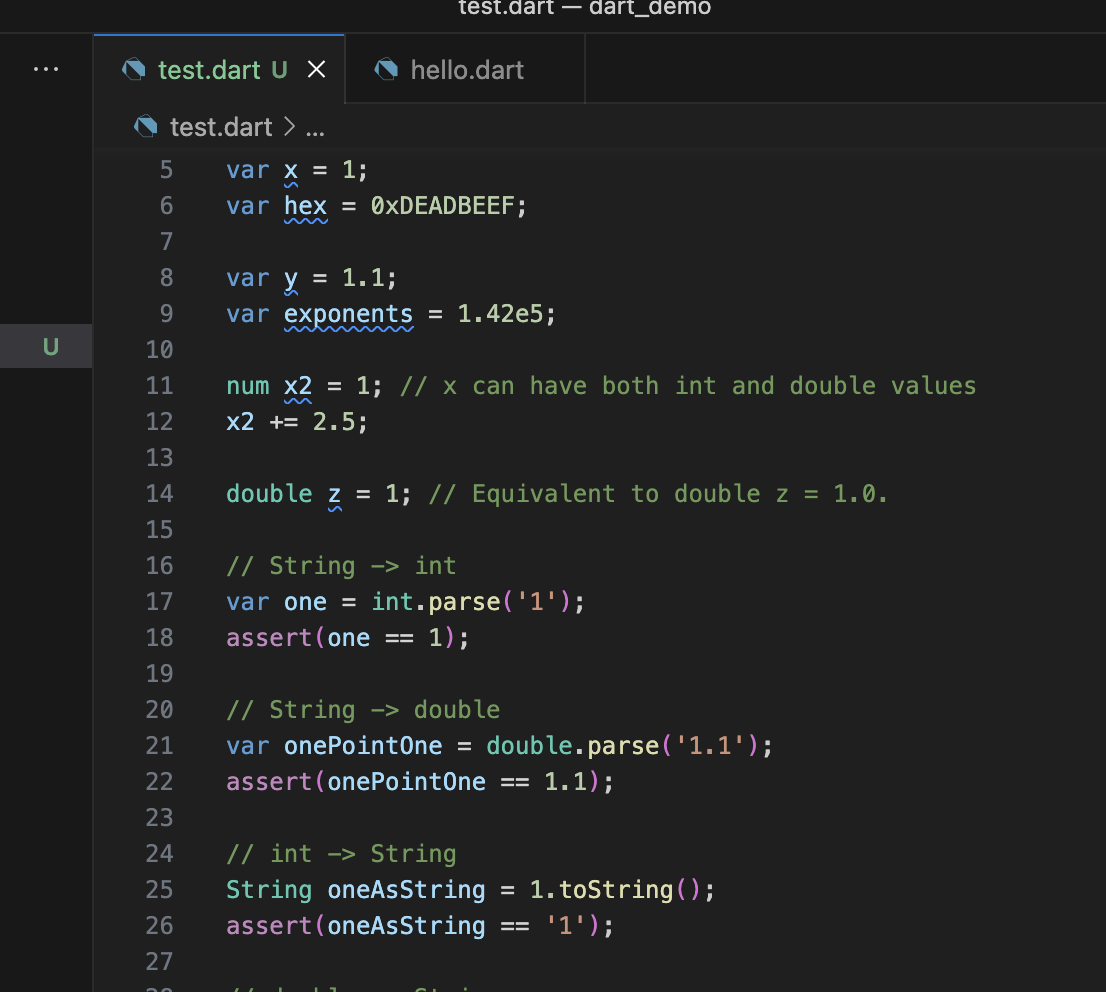 test.dart — dart_demo
...
test.dart U ×
hello.dart
test.dart > ...
5 var x = 1;
6 var hex = 0xDEADBEEF;
7
8 var y = 1.1;
9 var exponents = 1.42e5;
10
U
11 num x2 = 1; // x can have both int and double values
12 x2 += 2.5;
13
14 double z = 1; // Equivalent to double z = 1.0.
15
16 // String -> int
17 var one = int.parse('1');
18 assert(one == 1);
19
20 // String -> double
21 var onePointOne = double.parse('1.1');
22 assert(onePointOne == 1.1);
23
24 // int -> String
25 String oneAsString = 1.toString();
26 assert(oneAsString == '1');
27